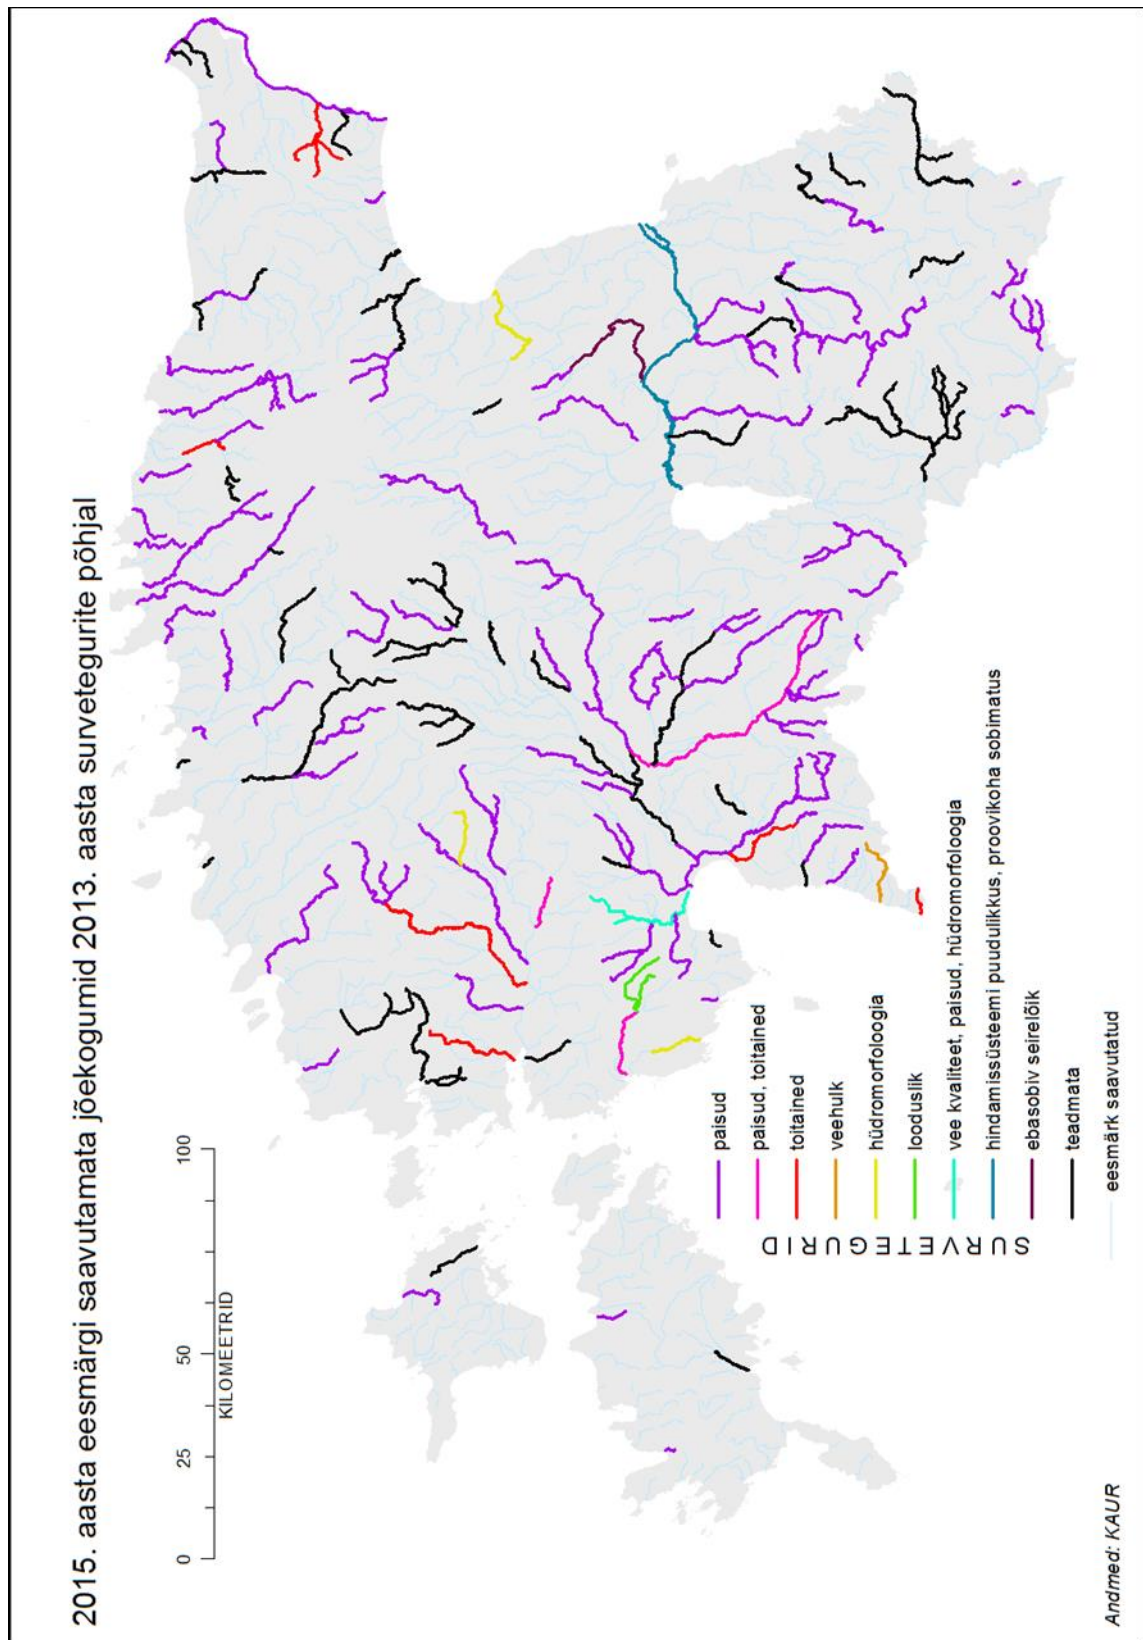 2015. aasta eesmärgi saavutamata jõekogumid 2013. aasta survetegurite põhjal
0 25 50 100
KILOMEETRID
SURVETEGURID
paisud
paisud, toitained
toitained
veehulk
hüdromorfoloogia
looduslik
vee kvaliteet, paisud, hüdromorfoloogia
hindamissüsteemi puudulikkus, proovikoha sobimatus
ebasobiv seirelõik
teadmata
eesmärk saavutatud
Andmed: KAUR